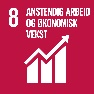 8 ANSTENDIG ARBEID
OG ØKONOMISK
VEKST